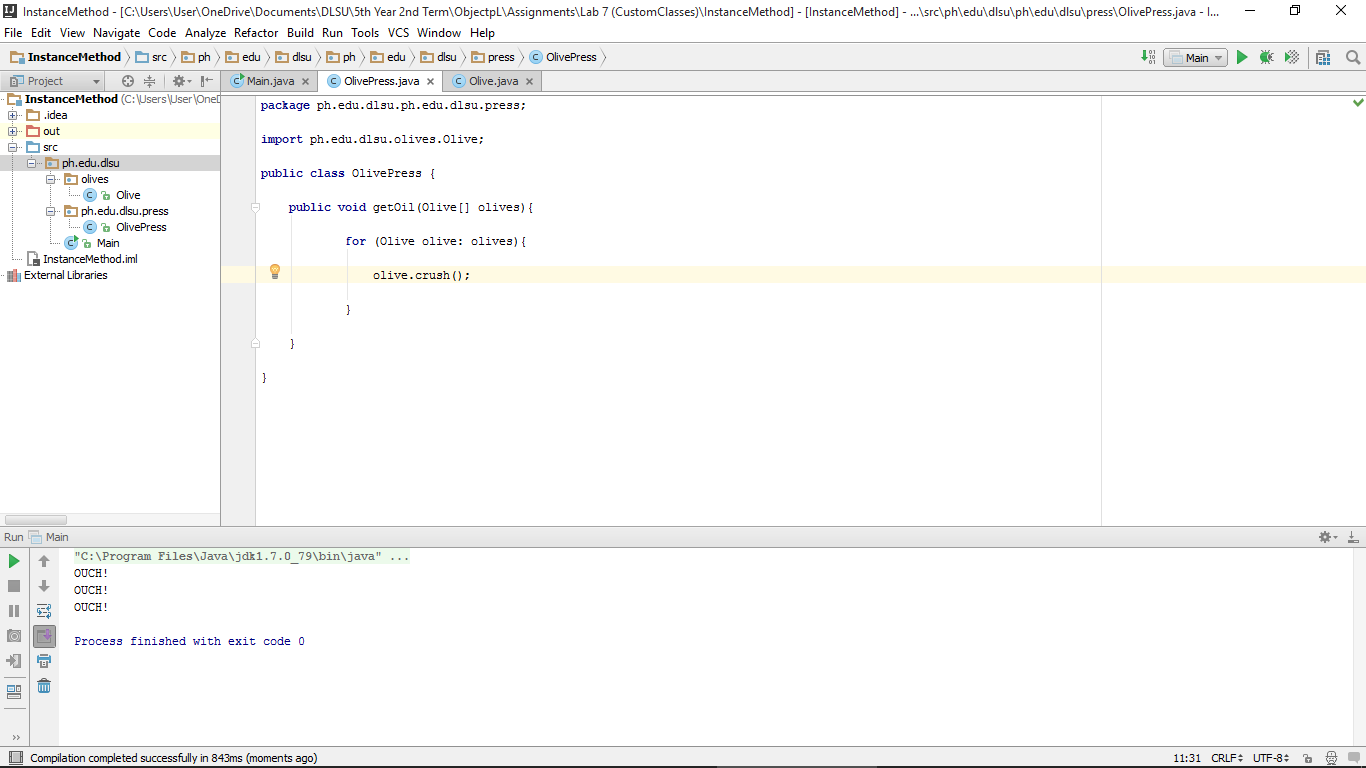 InstanceMethod - [C:\Users\User\OneDrive\Documents\DLSU\5th Year 2nd Term\ObjectpL\Assignments\Lab 7 (CustomClasses)\InstanceMethod] - [InstanceMethod] - ...\src\ph\edu\dlsu\ph\edu\dlsu\press\OlivePress.java - I...
File Edit View Navigate Code Analyze Refactor Build Run Tools VCS Window Help
InstanceMethod src ph edu dlsu ph edu dlsu press OlivePress Main
Project Main.java OlivePress.java Olive.java
InstanceMethod (C:\Users\User\OneD
.idea
out
src
ph.edu.dlsu
olives
Olive
ph.edu.dlsu.press
OlivePress
Main
InstanceMethod.iml
External Libraries
package ph.edu.dlsu.ph.edu.dlsu.press;
import ph.edu.dlsu.olives.Olive;
public class OlivePress {
public void getOil(Olive[] olives){
for (Olive olive: olives){
olive.crush();
}
}
}
Run Main
"C:\Program Files\Java\jdk1.7.0_79\bin\java" ...
OUCH!
OUCH!
OUCH!
Process finished with exit code 0
Compilation completed successfully in 843ms (moments ago) 11:31 CRLF UTF-8